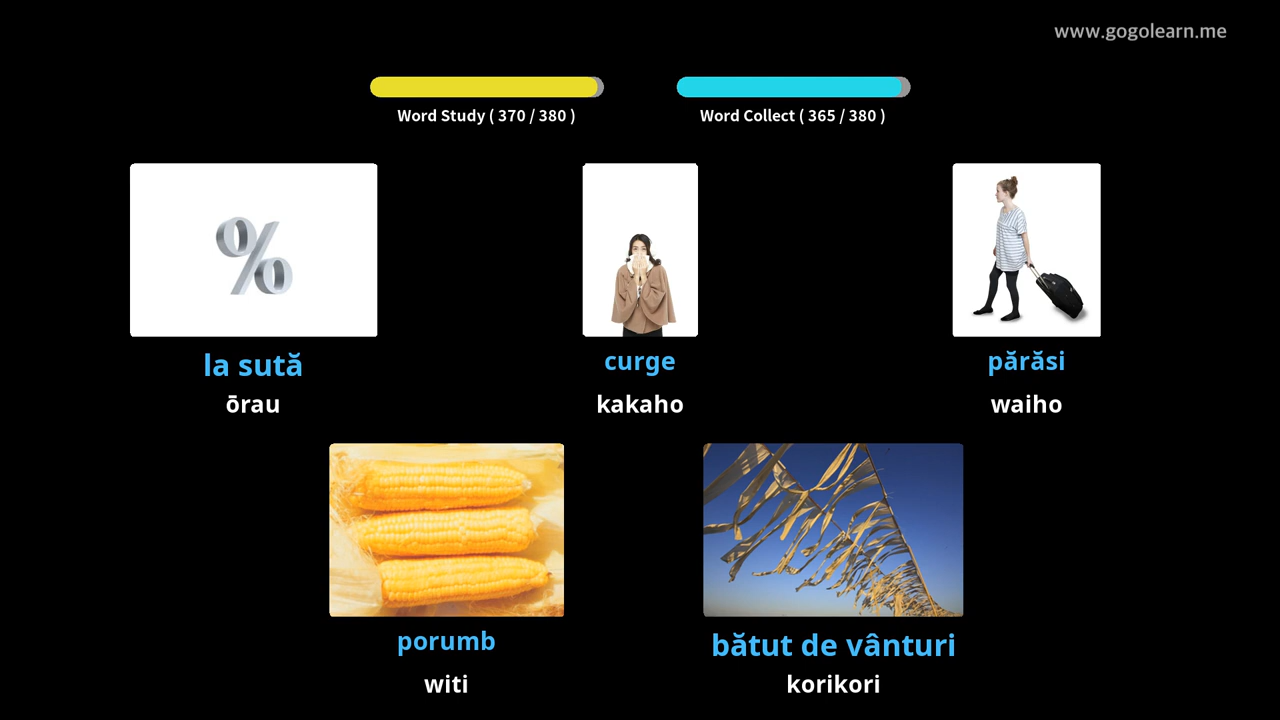 www.gogolearn.me
Word Study ( 370 / 380 )
Word Collect ( 365 / 380 )
%
la sută
ōrau
curge
kakaho
părăsi
waiho
porumb
witi
bătut de vânturi
korikori